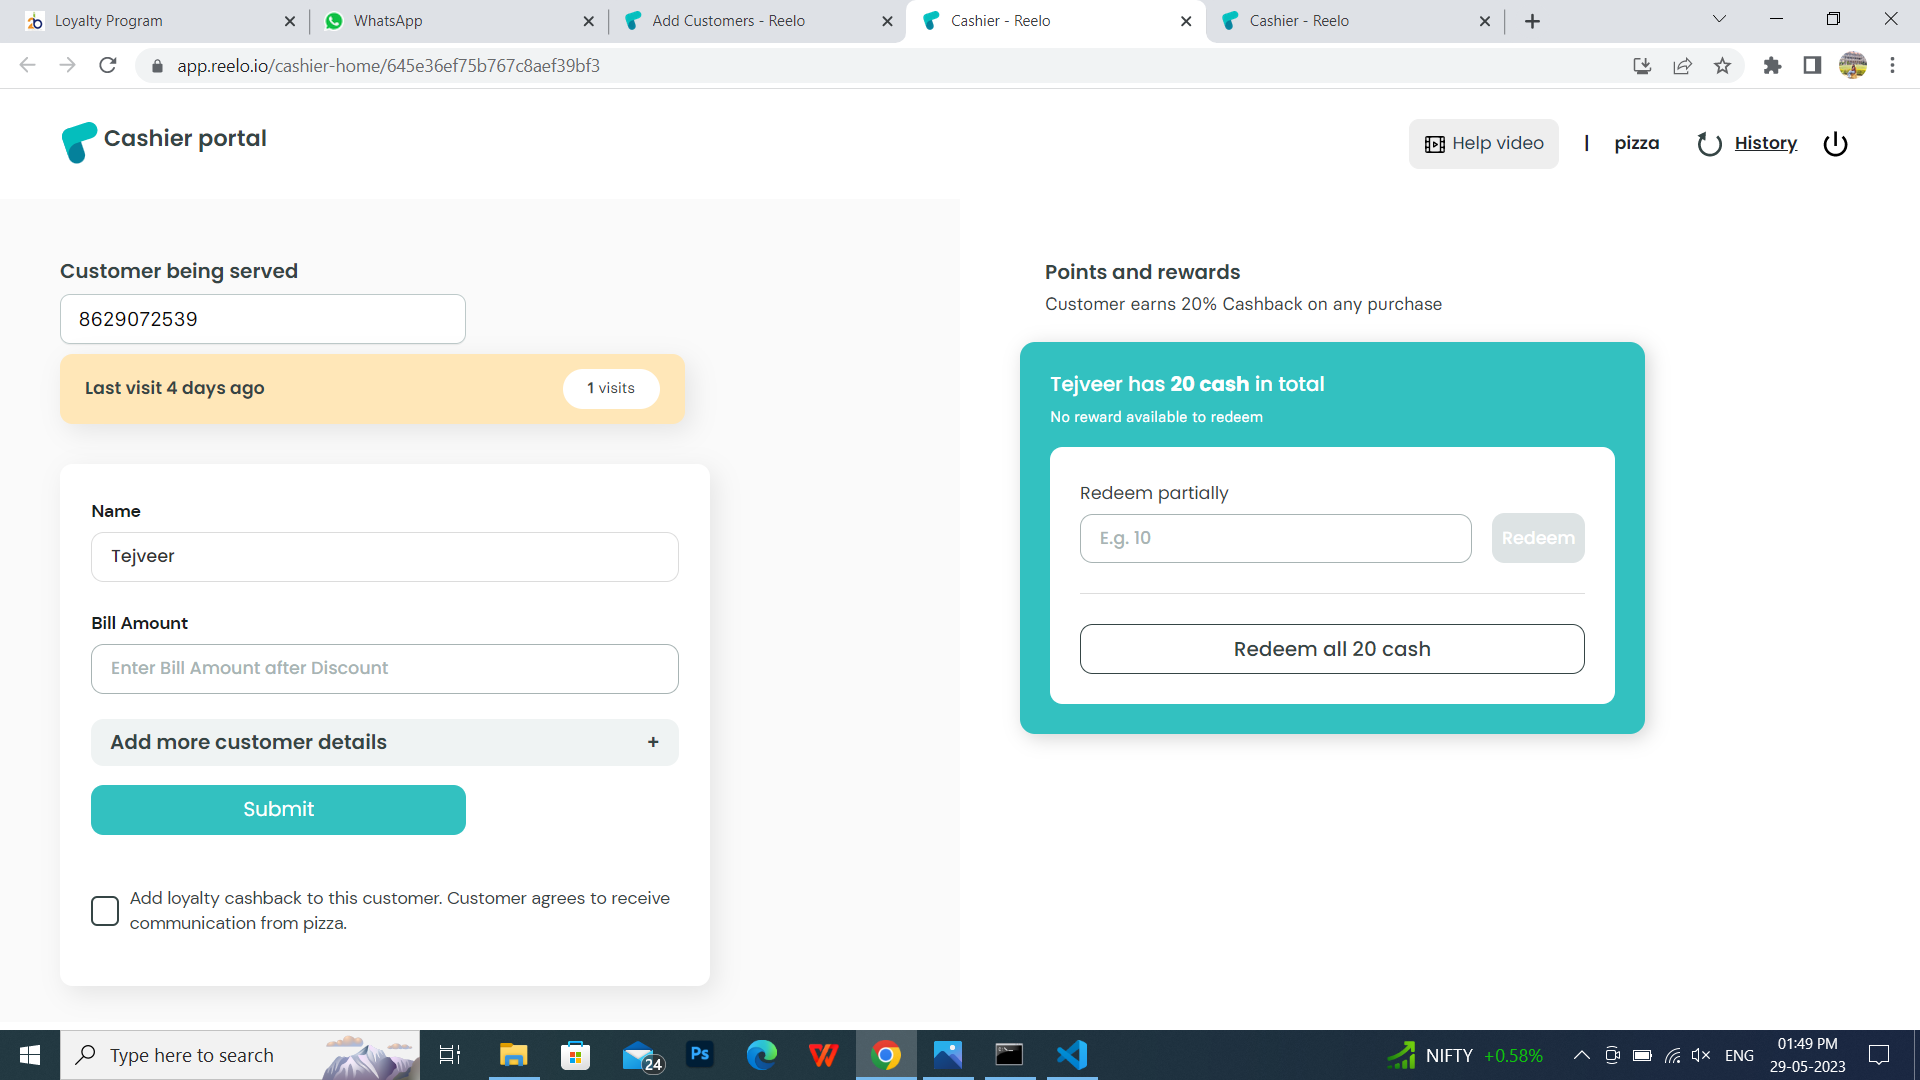 Loyalty Program
WhatsApp
Add Customers - Reelo
Cashier - Reelo
Cashier - Reelo
app.reelo.io/cashier-home/645e36ef75b767c8aef39bf3
Cashier portal
Help video
|
pizza
History
Customer being served
8629072539
Last visit 4 days ago
1 visits
Name
Tejveer
Bill Amount
Enter Bill Amount after Discount
Add more customer details +
Submit
Add loyalty cashback to this customer. Customer agrees to receive
communication from pizza.
Points and rewards
Customer earns 20% Cashback on any purchase
Tejveer has 20 cash in total
No reward available to redeem
Redeem partially
E.g. 10
Redeem
Redeem all 20 cash
Type here to search
24
Ps
NIFTY +0.58%
ENG
01:49 PM
29-05-2023